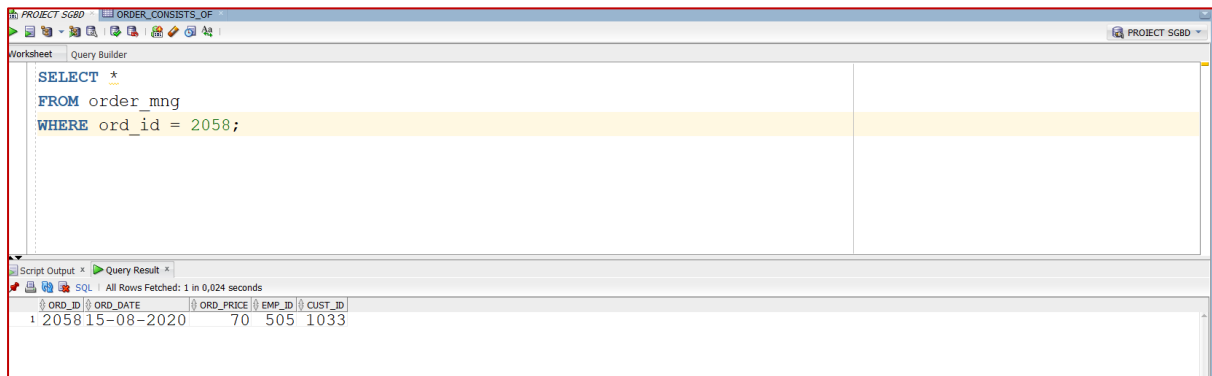 PROIECT SGBD × ORDER_CONSISTS_OF ×
PROIECT SGBD
Worksheet Query Builder
SELECT *
FROM order_mng
WHERE ord_id = 2058;
Script Output × Query Result ×
SQL | All Rows Fetched: 1 in 0,024 seconds
ORD_ID ORD_DATE ORD_PRICE EMP_ID CUST_ID
1 2058 15-08-2020 70 505 1033